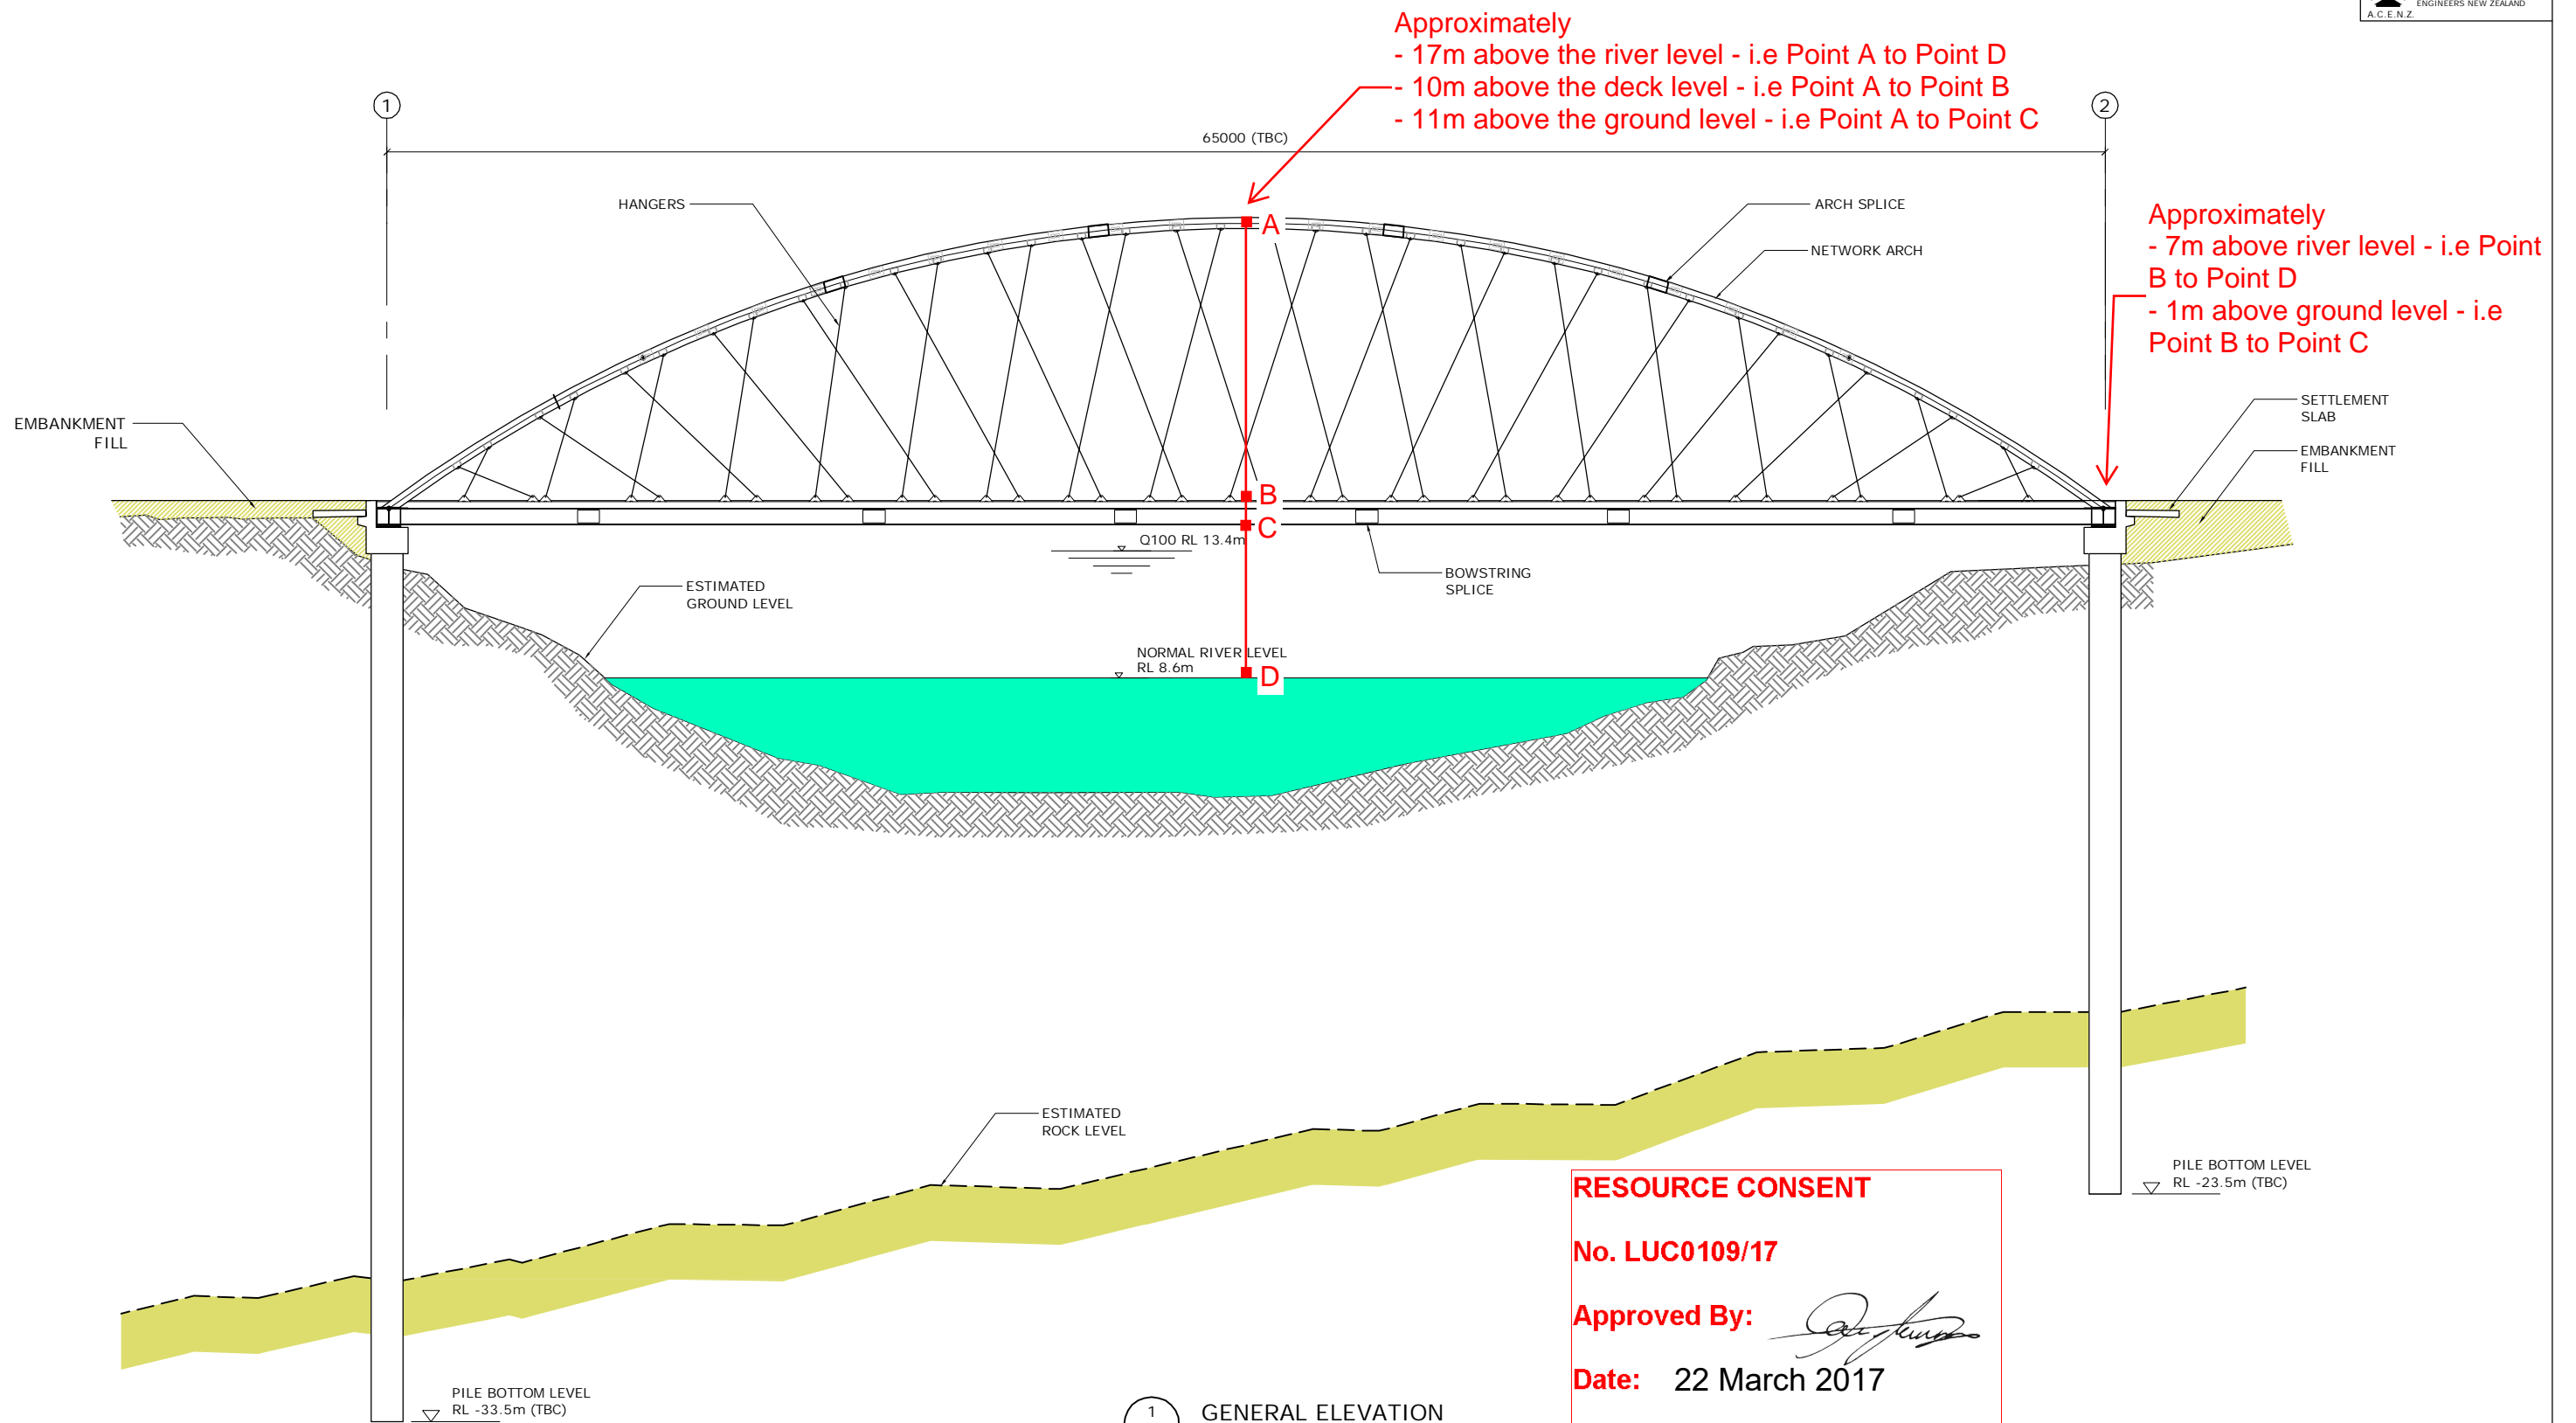 ENGINEERS NEW ZEALAND
A.C.E.N.Z.
Approximately
- 17m above the river level - i.e Point A to Point D
- 10m above the deck level - i.e Point A to Point B
- 11m above the ground level - i.e Point A to Point C
1
2
65000 (TBC)
HANGERS
ARCH SPLICE
NETWORK ARCH
Approximately
- 7m above river level - i.e Point
B to Point D
- 1m above ground level - i.e
Point B to Point C
A
EMBANKMENT
FILL
SETTLEMENT
SLAB
EMBANKMENT
FILL
B
C
Q100 RL 13.4m
ESTIMATED
GROUND LEVEL
BOWSTRING
SPLICE
NORMAL RIVER LEVEL
RL 8.6m
D
ESTIMATED
ROCK LEVEL
PILE BOTTOM LEVEL
RL -23.5m (TBC)
RESOURCE CONSENT
No. LUC0109/17
Approved By:
Date: 22 March 2017
PILE BOTTOM LEVEL
RL -33.5m (TBC)
1
GENERAL ELEVATION